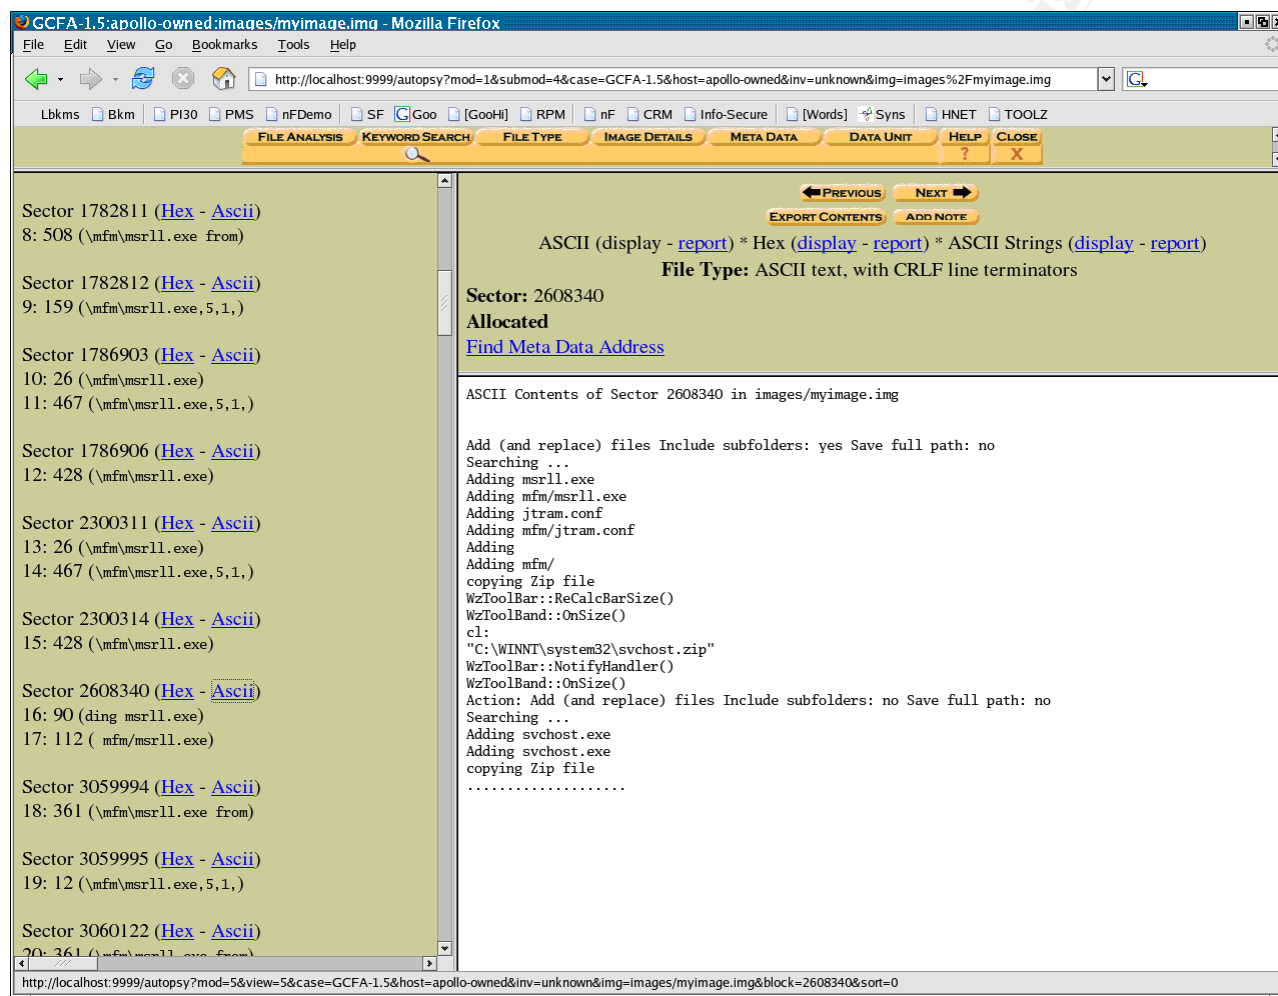 GCFA-1.5:apollo-owned:images/myimage.img - Mozilla Firefox
File Edit View Go Bookmarks Tools Help
http://localhost:9999/autopsy?mod=1&submod=4&case=GCFA-1.5&host=apollo-owned&inv=unknown&img=images%2Fmyimage.img
G
Lbkms Bkm PI30 PMS nFDemo SF Goo [GooHi] RPM nF CRM Info-Secure [Words] Syns HNET TOOLZ
FILE ANALYSIS KEYWORD SEARCH FILE TYPE IMAGE DETAILS META DATA DATA UNIT HELP CLOSE
? X
Sector 1782811 (Hex - Ascii)
8: 508 (\mfm\msrll.exe from)
Sector 1782812 (Hex - Ascii)
9: 159 (\mfm\msrll.exe,5,1,)
Sector 1786903 (Hex - Ascii)
10: 26 (\mfm\msrll.exe)
11: 467 (\mfm\msrll.exe,5,1,)
Sector 1786906 (Hex - Ascii)
12: 428 (\mfm\msrll.exe)
Sector 2300311 (Hex - Ascii)
13: 26 (\mfm\msrll.exe)
14: 467 (\mfm\msrll.exe,5,1,)
Sector 2300314 (Hex - Ascii)
15: 428 (\mfm\msrll.exe)
Sector 2608340 (Hex - Ascii)
16: 90 (ding msrll.exe)
17: 112 ( mfm/msrll.exe)
Sector 3059994 (Hex - Ascii)
18: 361 (\mfm\msrll.exe from)
Sector 3059995 (Hex - Ascii)
19: 12 (\mfm\msrll.exe,5,1,)
Sector 3060122 (Hex - Ascii)
20: 361 (\mfm\msrll.exe from)
PREVIOUS NEXT
EXPORT CONTENTS ADD NOTE
ASCII (display - report) * Hex (display - report) * ASCII Strings (display - report)
File Type: ASCII text, with CRLF line terminators
Sector: 2608340
Allocated
Find Meta Data Address
ASCII Contents of Sector 2608340 in images/myimage.img
Add (and replace) files Include subfolders: yes Save full path: no
Searching ...
Adding msrll.exe
Adding mfm/msrll.exe
Adding jtram.conf
Adding mfm/jtram.conf
Adding
Adding mfm/
copying Zip file
WzToolBar::ReCalcBarSize()
WzToolBand::OnSize()
cl:
"C:\WINNT\system32\svchost.zip"
WzToolBar::NotifyHandler()
WzToolBand::OnSize()
Action: Add (and replace) files Include subfolders: no Save full path: no
Searching ...
Adding svchost.exe
Adding svchost.exe
copying Zip file
....................
http://localhost:9999/autopsy?mod=5&view=5&case=GCFA-1.5&host=apollo-owned&inv=unknown&img=images/myimage.img&block=2608340&sort=0